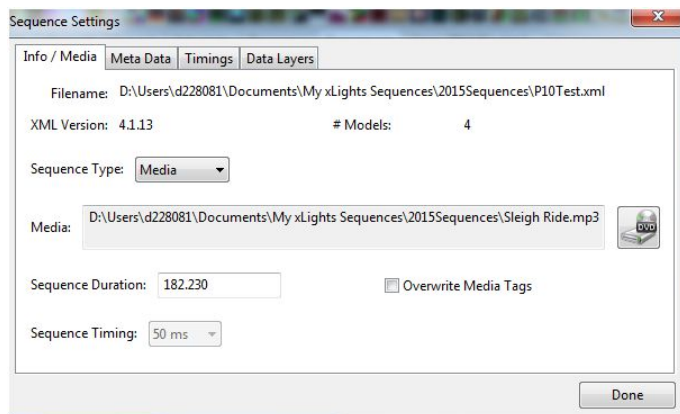 Sequence Settings
Info / Media Meta Data Timings Data Layers
Filename: D:\Users\d228081\Documents\My xLights Sequences\2015Sequences\P10Test.xml
XML Version: 4.1.13 # Models: 4
Sequence Type: Media
Media: D:\Users\d228081\Documents\My xLights Sequences\2015Sequences\Sleigh Ride.mp3
DVD
Sequence Duration: 182.230 Overwrite Media Tags
Sequence Timing: 50 ms
Done